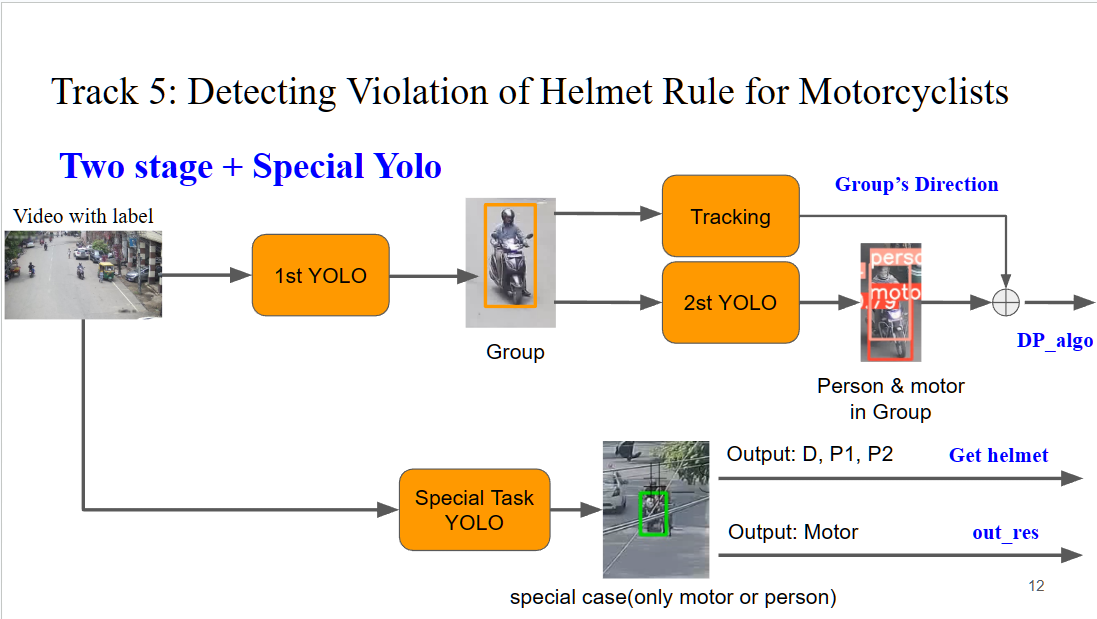 Track 5: Detecting Violation of Helmet Rule for Motorcyclists
Two stage + Special Yolo
Video with label
1st YOLO
Group
Tracking
2st YOLO
Group's Direction
perso
moto
.79
Person & motor
in Group
DP_algo
Special Task
YOLO
special case(only motor or person)
Output: D, P1, P2
Get helmet
Output: Motor
out_res
12